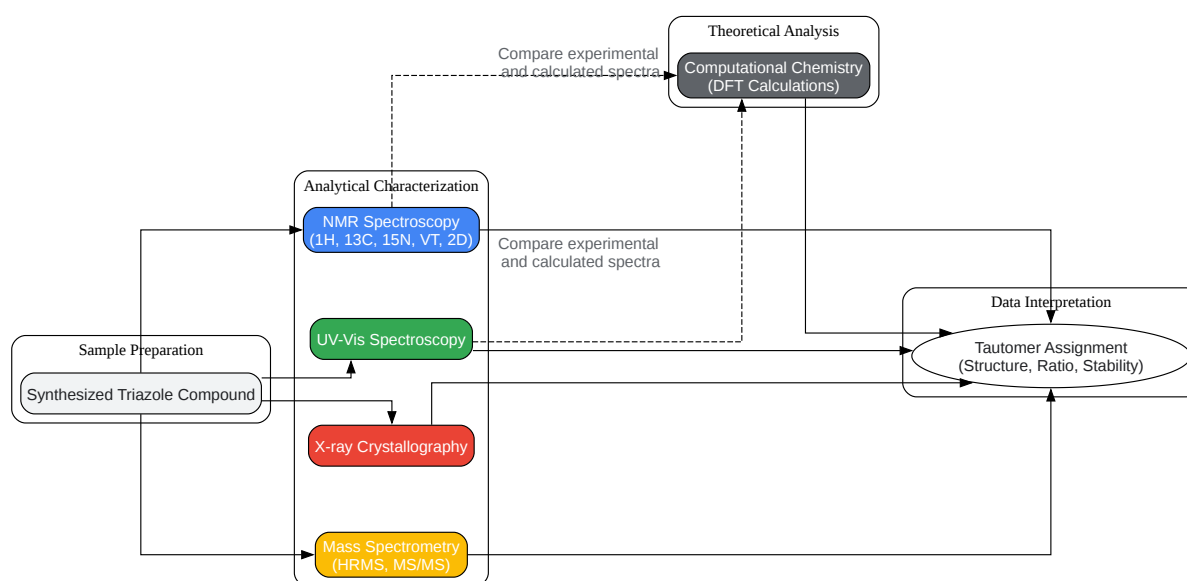 Theoretical Analysis
Compare experimental
and calculated spectra
Computational Chemistry
(DFT Calculations)
Analytical Characterization
NMR Spectroscopy
(1H, 13C, 15N, VT, 2D)
Compare experimental
and calculated spectra
UV-Vis Spectroscopy
X-ray Crystallography
Mass Spectrometry
(HRMS, MS/MS)
Sample Preparation
Synthesized Triazole Compound
Data Interpretation
Tautomer Assignment
(Structure, Ratio, Stability)